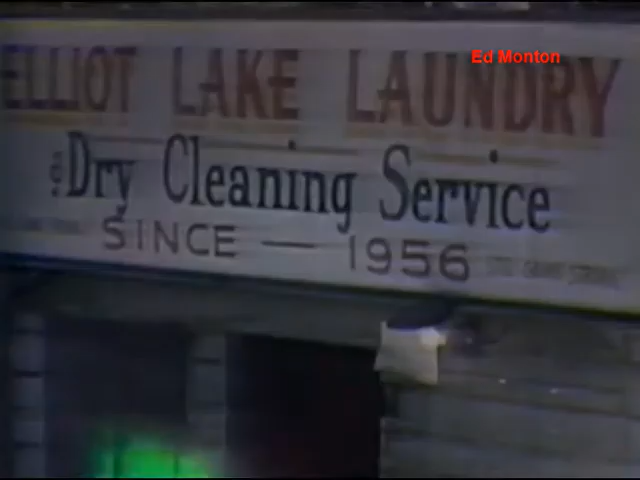 Ed Monton
ELLIOT LAKE LAUNDRY
Dry Cleaning Service
SINCE — 1956